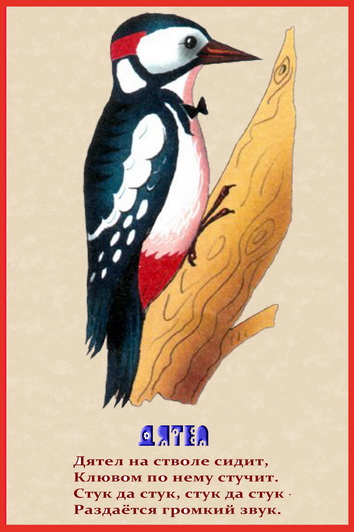 ДЯТЕЛ
Дятел на стволе сидит,
Клювом по нему стучит.
Стук да стук, стук да стук -
Раздаётся громкий звук.